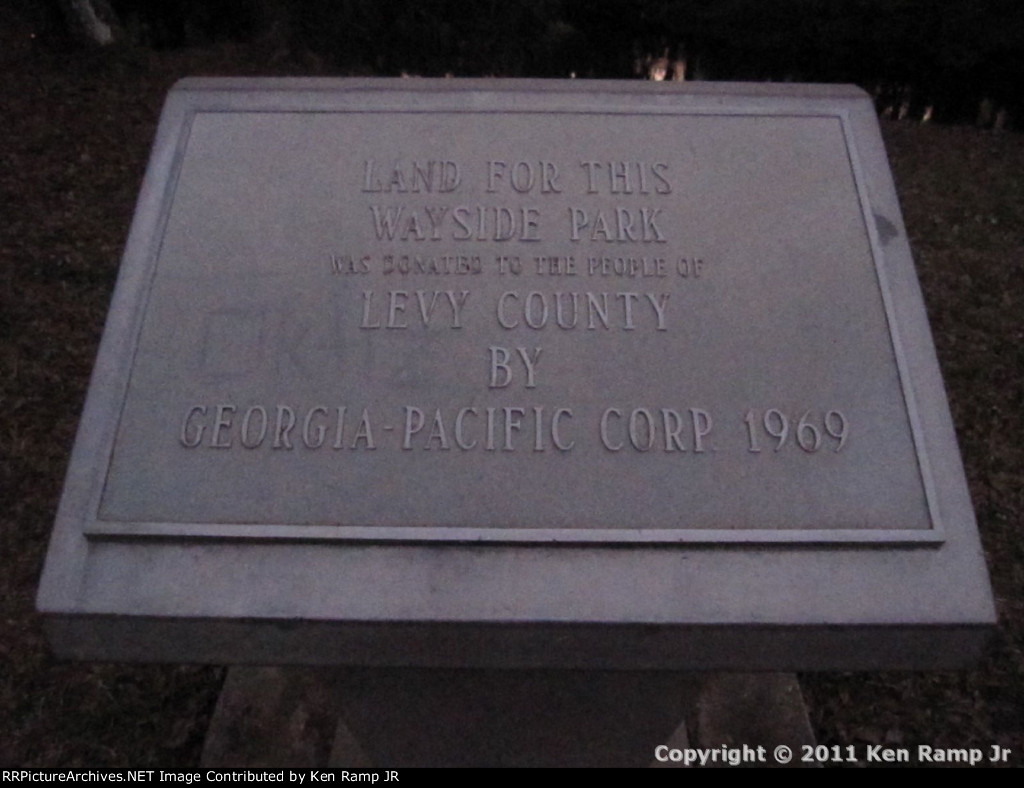 LAND FOR THIS
WAYSIDE PARK
WAS DONATED TO THE PEOPLE OF
LEVY COUNTY
BY
GEORGIA-PACIFIC CORP. 1969
Copyright © 2011 Ken Ramp Jr
RRPictureArchives.NET Image Contributed by Ken Ramp JR